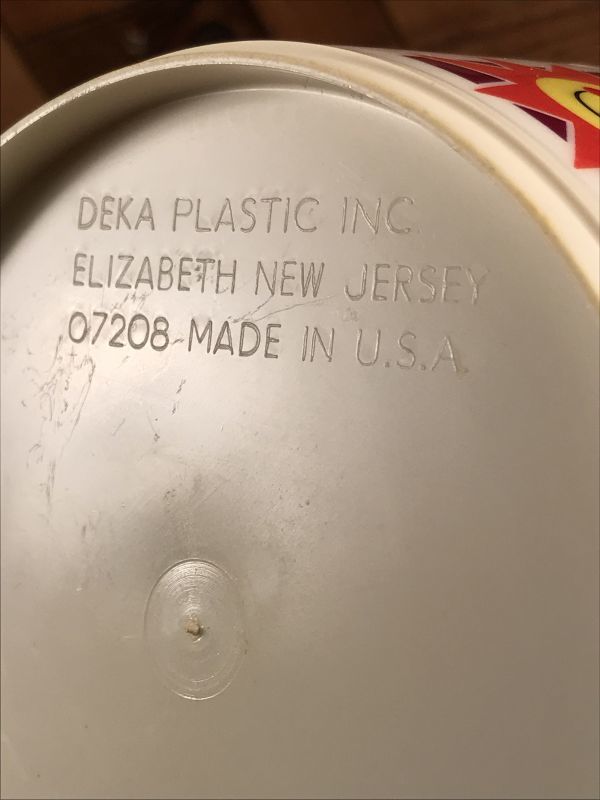 DEKA PLASTIC INC.
ELIZABETH NEW JERSEY
07208 MADE IN U.S.A.